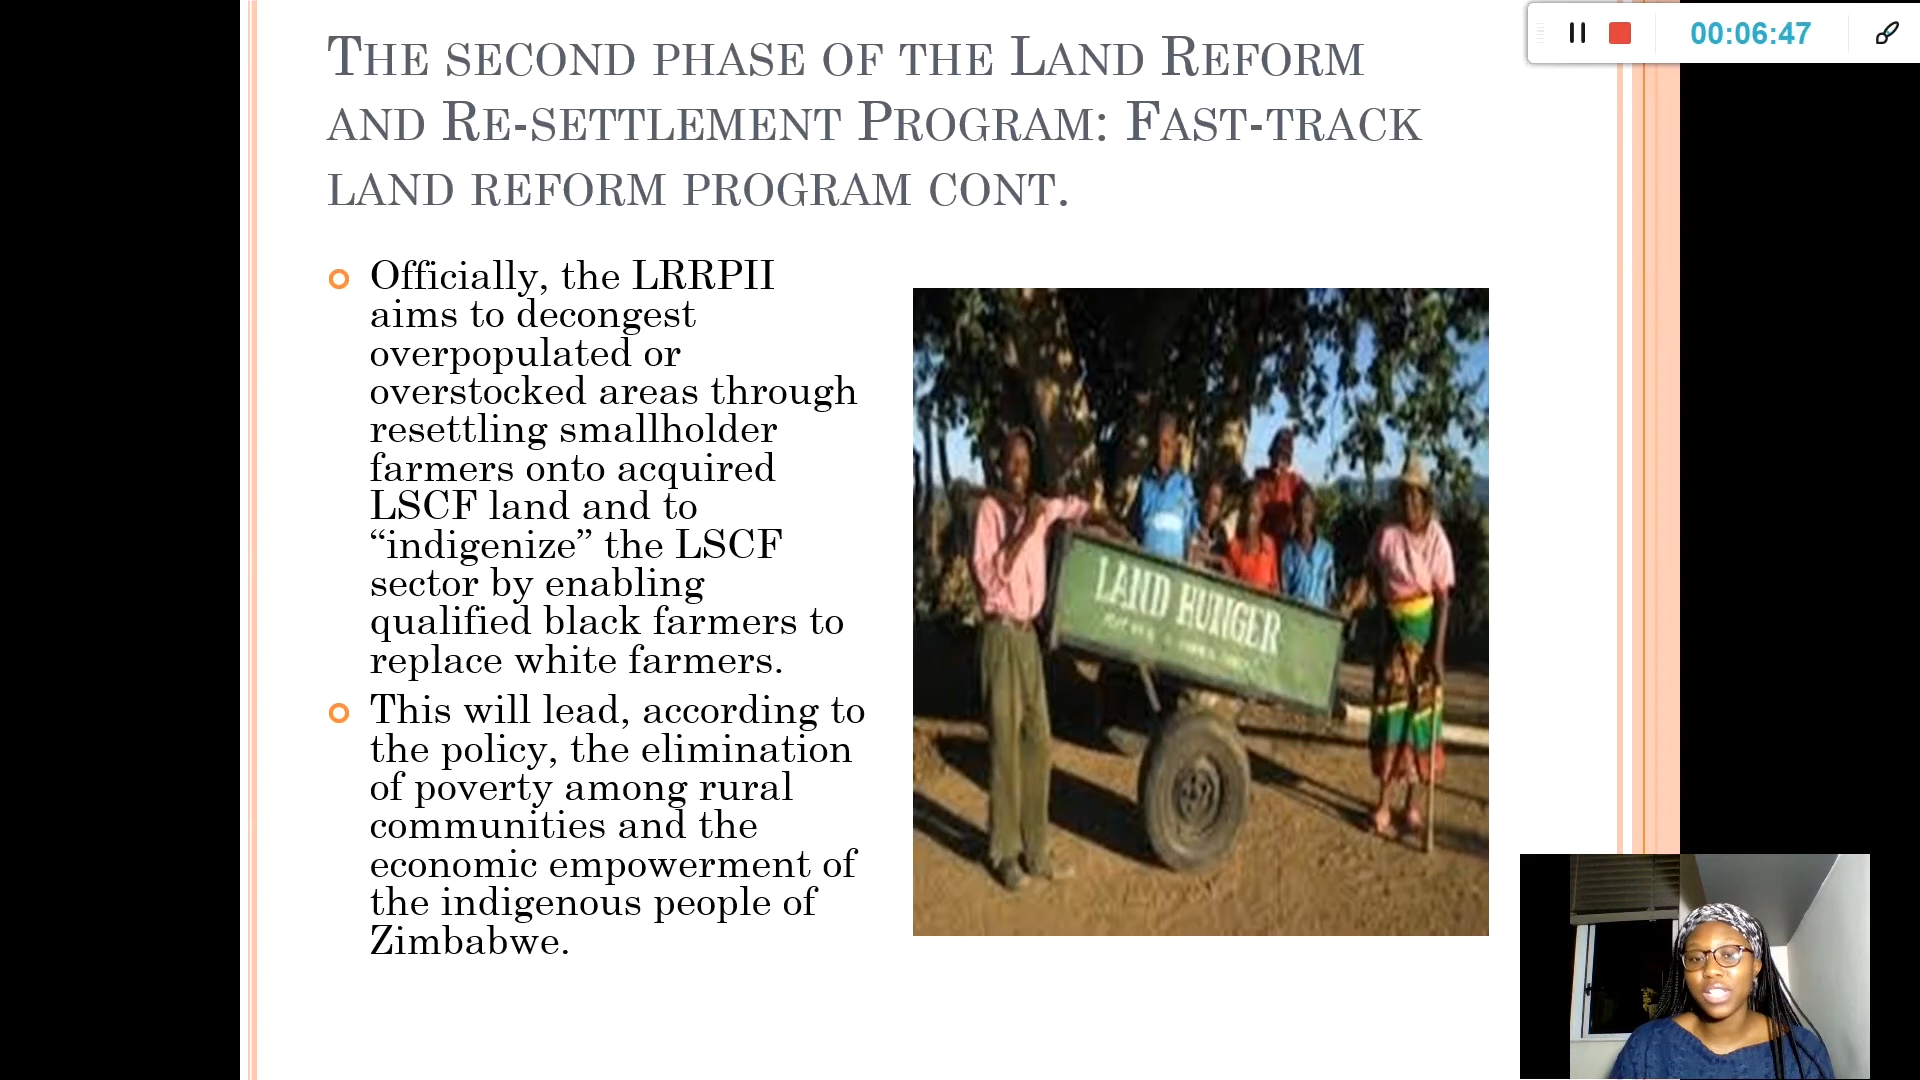 The second phase of the Land Reform
and Re-settlement Program: Fast-track
land reform program cont.
00:06:47
Officially, the LRRPII
aims to decongest
overpopulated or
overstocked areas through
resettling smallholder
farmers onto acquired
LSCF land and to
“indigenize” the LSCF
sector by enabling
qualified black farmers to
replace white farmers.
This will lead, according to
the policy, the elimination
of poverty among rural
communities and the
economic empowerment of
the indigenous people of
Zimbabwe.
LAND HUNGER